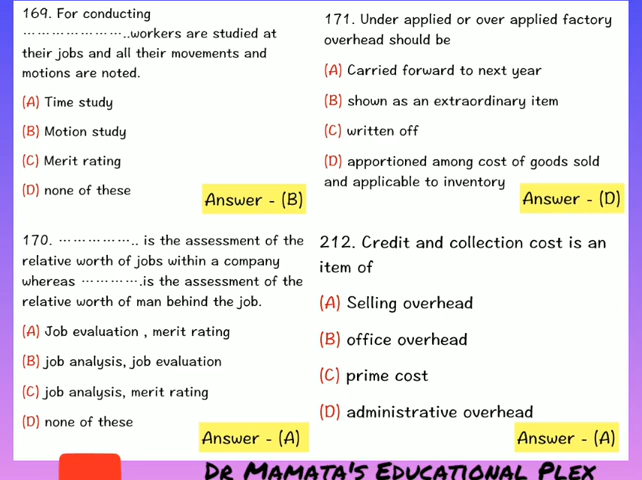 169. For conducting
.....................workers are studied at
their jobs and all their movements and
motions are noted.
(A) Time study
(B) Motion study
(C) Merit rating
(D) none of these
Answer - (B)
170. ................ is the assessment of the
relative worth of jobs within a company
whereas .............is the assessment of the
relative worth of man behind the job.
(A) Job evaluation , merit rating
(B) job analysis, job evaluation
(C) job analysis, merit rating
(D) none of these
Answer - (A)
171. Under applied or over applied factory
overhead should be
(A) Carried forward to next year
(B) shown as an extraordinary item
(C) written off
(D) apportioned among cost of goods sold
and applicable to inventory
Answer - (D)
212. Credit and collection cost is an
item of
(A) Selling overhead
(B) office overhead
(C) prime cost
(D) administrative overhead
Answer - (A)
DR MAMATA'S EDUCATIONAL PLEX